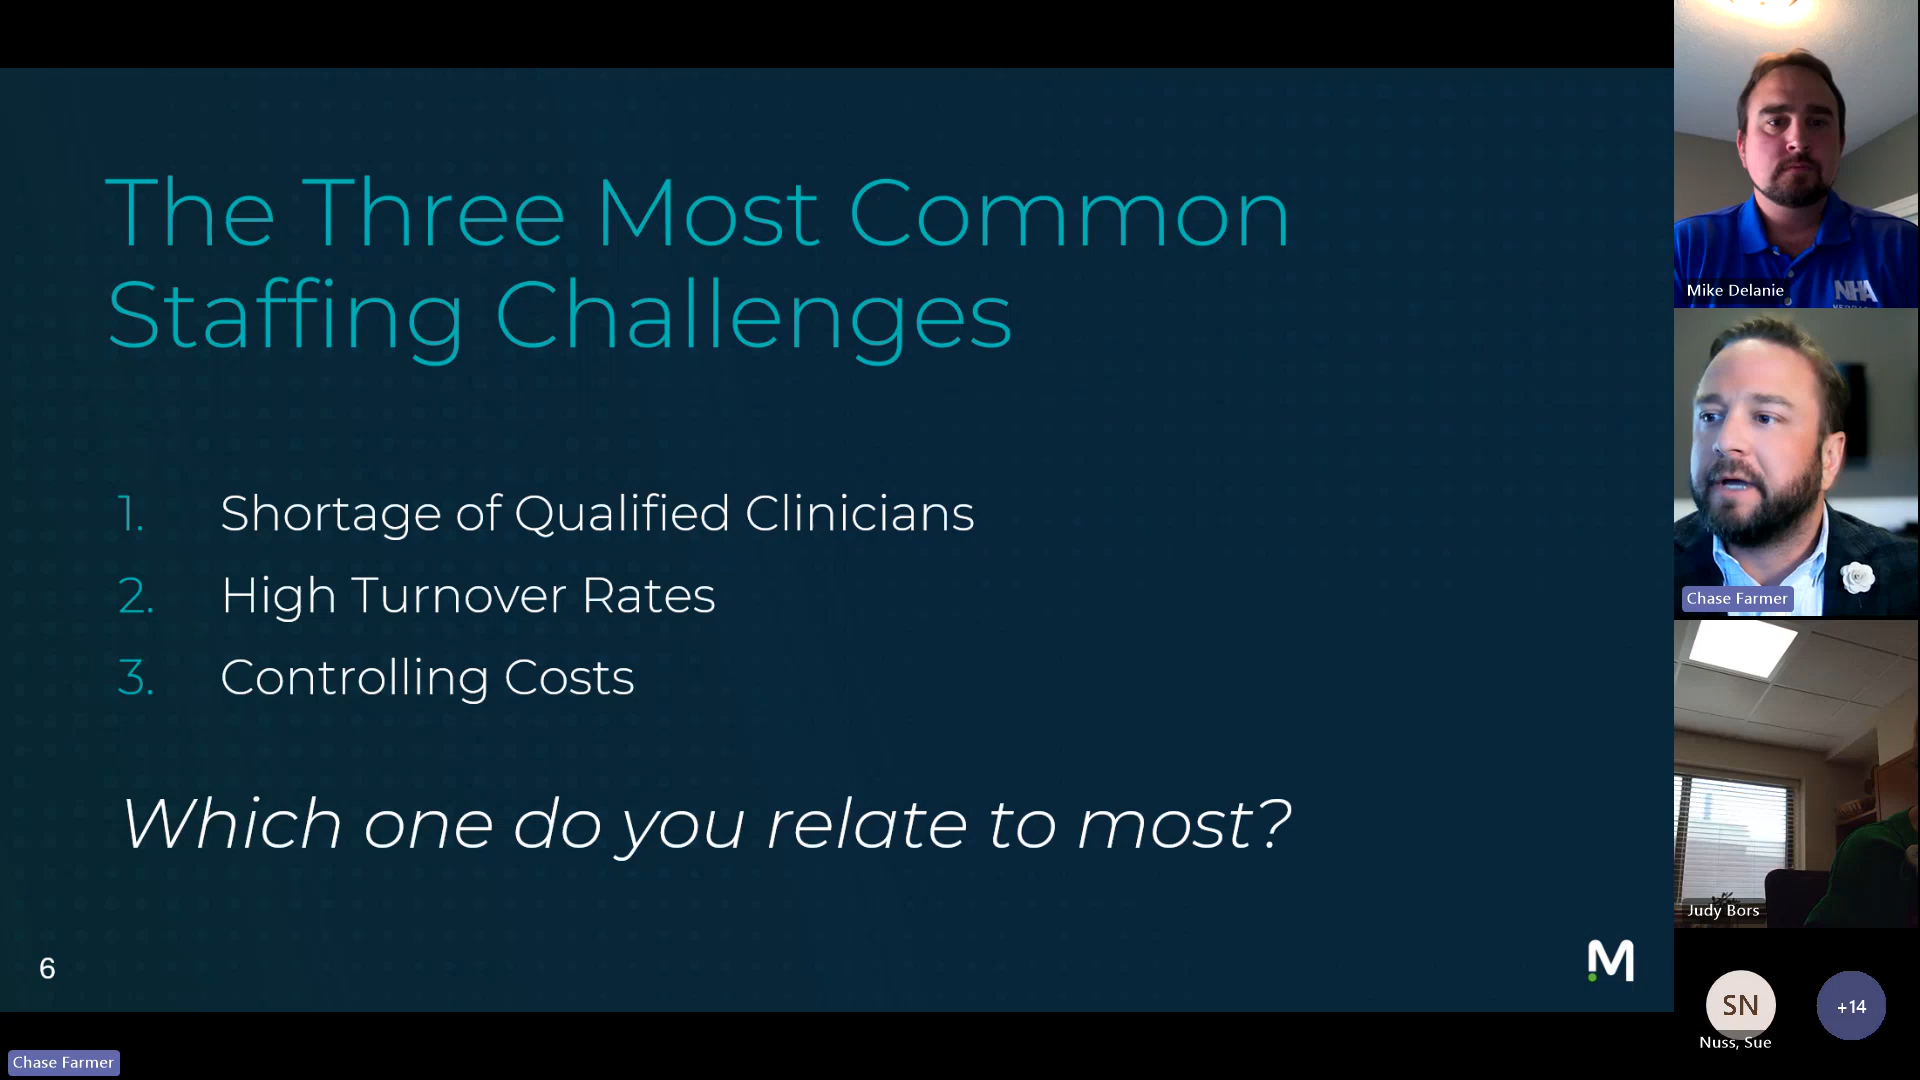 The Three Most Common
Staffing Challenges
1. Shortage of Qualified Clinicians
2. High Turnover Rates
3. Controlling Costs
Which one do you relate to most?
6
M
Chase Farmer
NHA
Mike Delanie
Chase Farmer
Judy Bors
SN
Nuss, Sue
+14